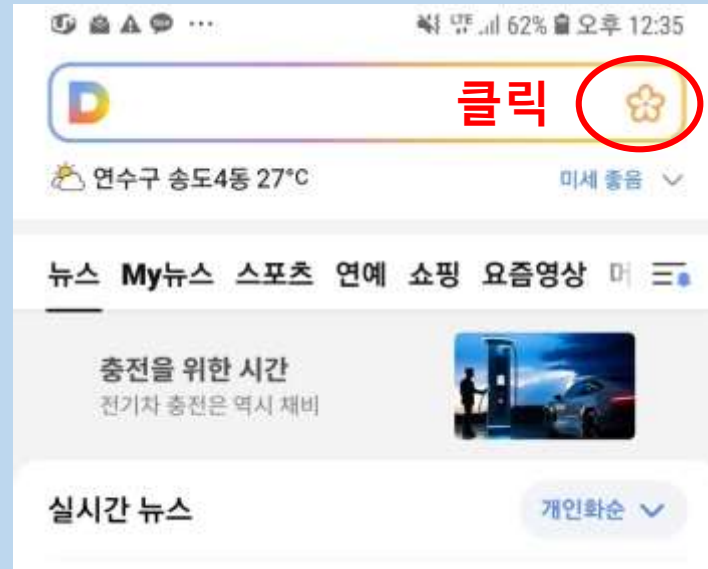 ... LTE 62% 오후 12:35
D 클릭
연수구 송도4동 27°C 미세 좋음
뉴스 My뉴스 스포츠 연예 쇼핑 요즘영상 머
충전을 위한 시간
전기차 충전은 역시 채비
실시간 뉴스 개인화순